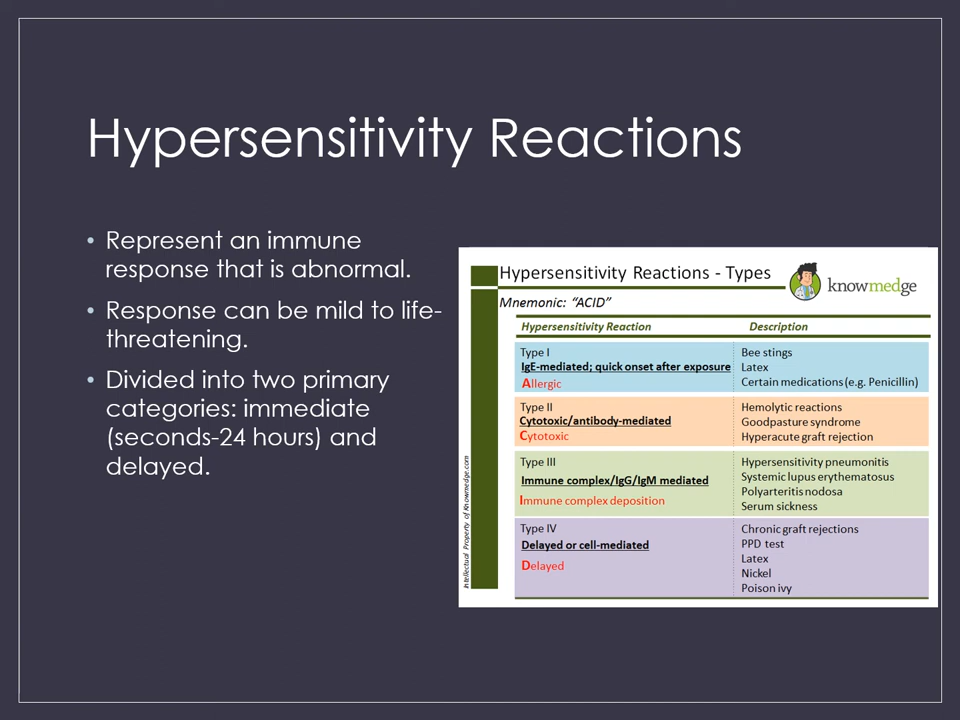 Hypersensitivity Reactions
• Represent an immune
response that is abnormal.
• Response can be mild to life-
threatening.
• Divided into two primary
categories: immediate
(seconds-24 hours) and
delayed.
Hypersensitivity Reactions - Types
knowmedge
Mnemonic: “ACID”
Hypersensitivity Reaction
Description
Type I
IgE-mediated; quick onset after exposure
Allergic
Bee stings
Latex
Certain medications (e.g. Penicillin)
Type II
Cytotoxic/antibody-mediated
Cytotoxic
Hemolytic reactions
Goodpasture syndrome
Hyperacute graft rejection
Type III
Immune complex/IgG/IgM mediated
Immune complex deposition
Hypersensitivity pneumonitis
Systemic lupus erythematosus
Polyarteritis nodosa
Serum sickness
Type IV
Delayed or cell-mediated
Delayed
Chronic graft rejections
PPD test
Latex
Nickel
Poison ivy
Intellectual Property of Knowmedge.com